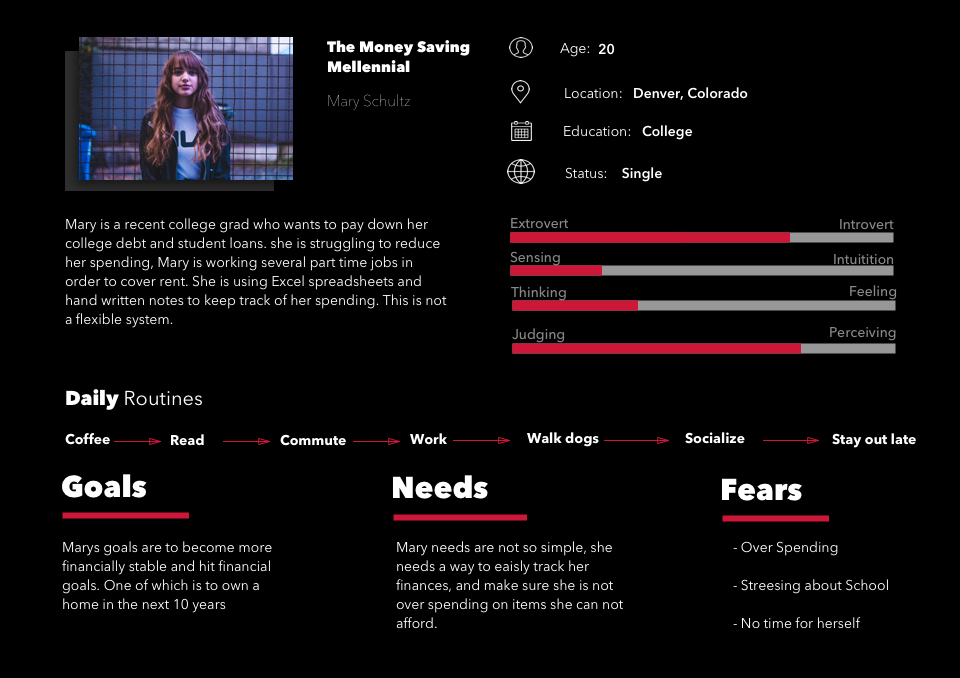 The Money Saving
Mellennial
Mary Schultz
Age: 20
Location: Denver, Colorado
Education: College
Status: Single
Mary is a recent college grad who wants to pay down her
college debt and student loans. she is struggling to reduce
her spending, Mary is working several part time jobs in
order to cover rent. She is using Excel spreadsheets and
hand written notes to keep track of her spending. This is not
a flexible system.
Extrovert Introvert
Sensing Intuitition
Thinking Feeling
Judging Perceiving
Daily Routines
Coffee Read Commute Work Walk dogs Socialize Stay out late
Goals
Marys goals are to become more
financially stable and hit financial
goals. One of which is to own a
home in the next 10 years
Needs
Mary needs are not so simple, she
needs a way to eaisly track her
finances, and make sure she is not
over spending on items she can not
afford.
Fears
- Over Spending
- Streesing about School
- No time for herself